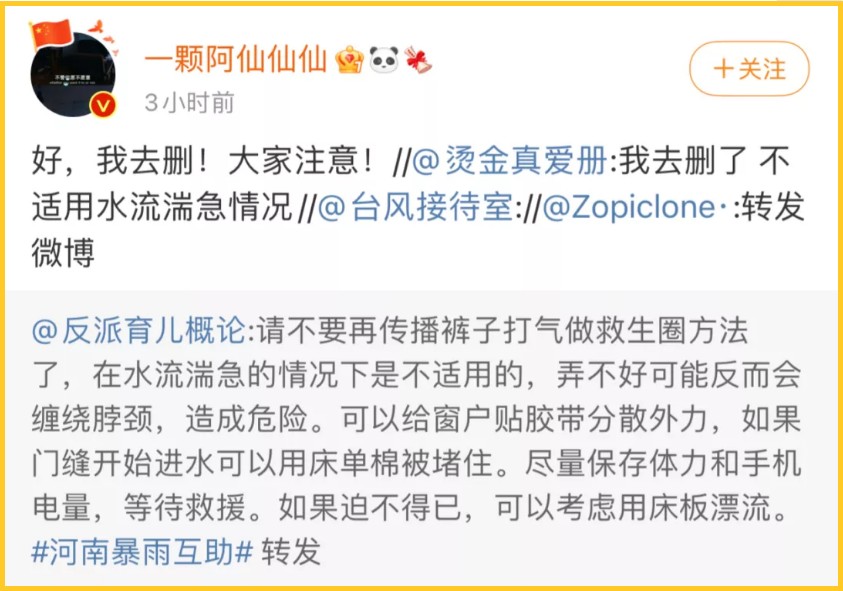 一颗阿仙仙仙
3小时前
+关注
好，我去删！大家注意！//@烫金真爱册:我去删了 不
适用水流湍急情况//@台风接待室://@Zopiclone·:转发
微博
@反派育儿概论:请不要再传播裤子打气做救生圈方法
了，在水流湍急的情况下是不适用的，弄不好可能反而会
缠绕脖颈，造成危险。可以给窗户贴胶带分散外力，如果
门缝开始进水可以用床单棉被堵住。尽量保存体力和手机
电量，等待救援。如果迫不得已，可以考虑用床板漂流。
#河南暴雨互助# 转发